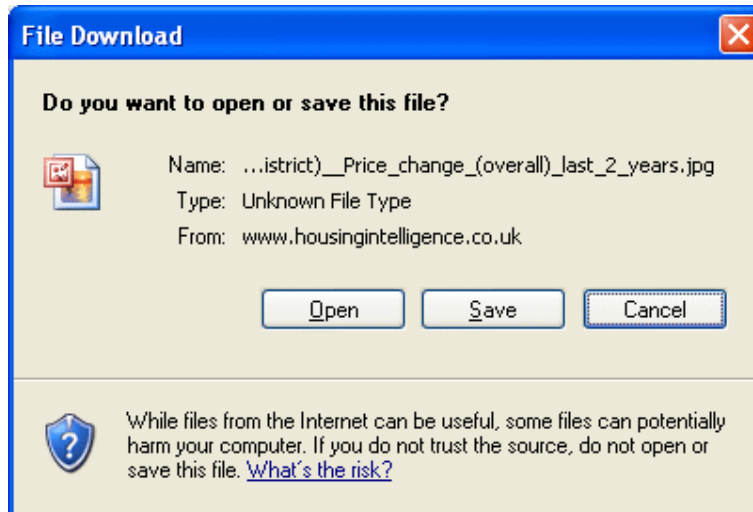 File Download
Do you want to open or save this file?
Name: ...istrict)__Price_change_(overall)_last_2_years.jpg
Type: Unknown File Type
From: www.housingintelligence.co.uk
Open Save Cancel
While files from the Internet can be useful, some files can potentially
harm your computer. If you do not trust the source, do not open or
save this file. What's the risk?